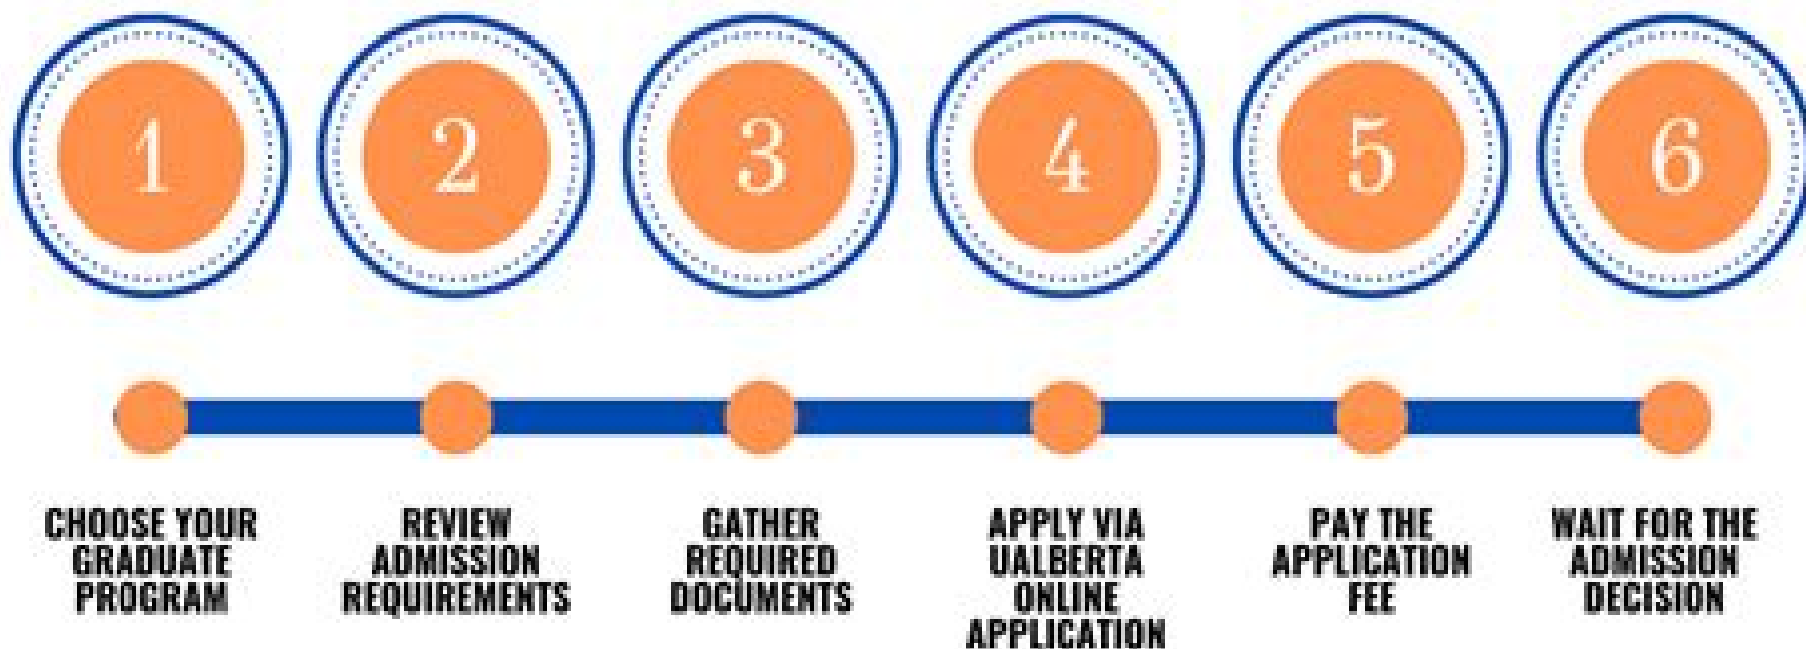 1
2
3
4
5
6
CHOOSE YOUR
GRADUATE
PROGRAM
REVIEW
ADMISSION
REQUIREMENTS
GATHER
REQUIRED
DOCUMENTS
APPLY VIA
UALBERTA
ONLINE
APPLICATION
PAY THE
APPLICATION
FEE
WAIT FOR THE
ADMISSION
DECISION